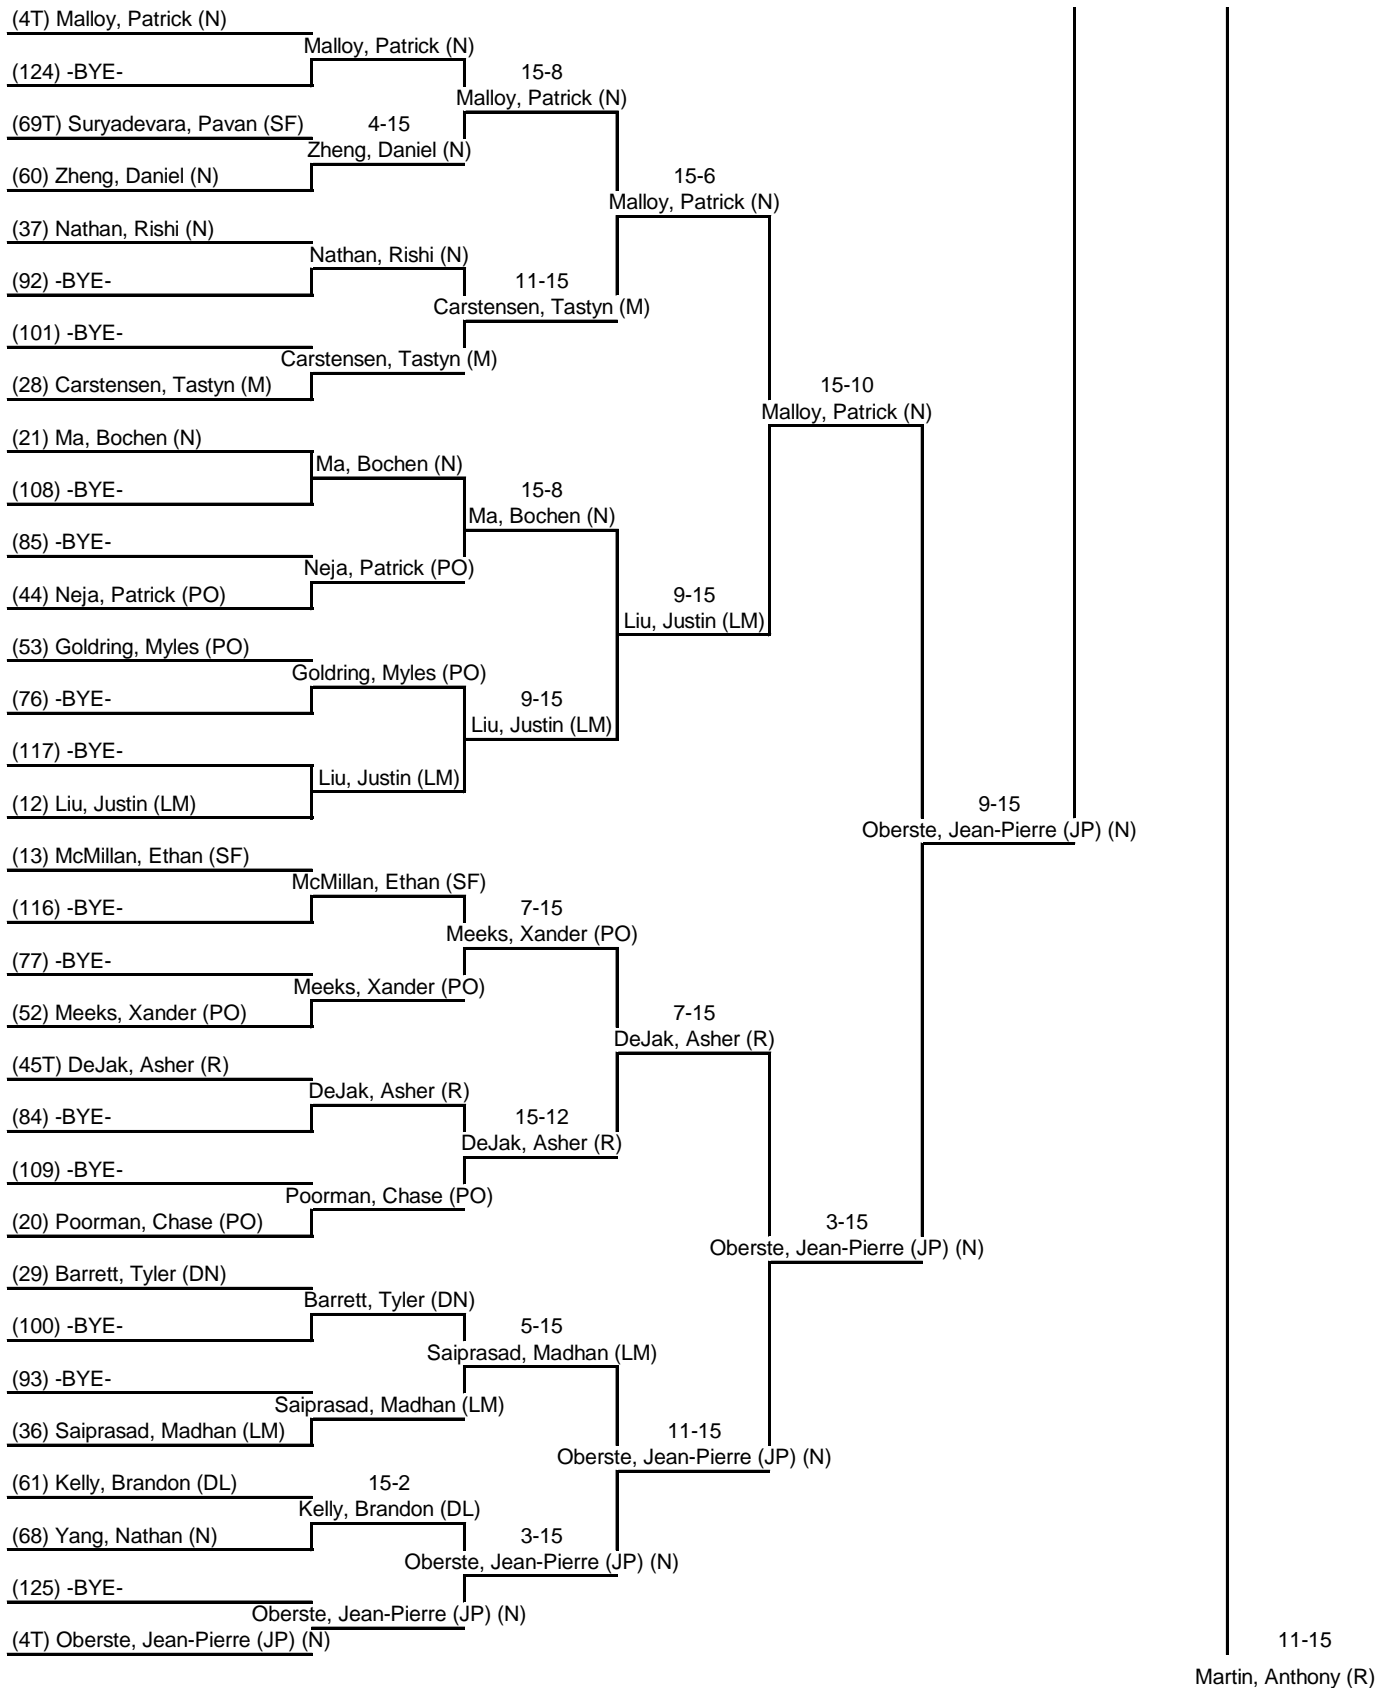 (4T) Malloy, Patrick (N)
Malloy, Patrick (N)
(124) -BYE-
15-8
Malloy, Patrick (N)
(69T) Suryadevara, Pavan (SF)
4-15
Zheng, Daniel (N)
(60) Zheng, Daniel (N)
15-6
Malloy, Patrick (N)
(37) Nathan, Rishi (N)
Nathan, Rishi (N)
(92) -BYE-
11-15
Carstensen, Tastyn (M)
(101) -BYE-
Carstensen, Tastyn (M)
(28) Carstensen, Tastyn (M)
15-10
Malloy, Patrick (N)
(21) Ma, Bochen (N)
Ma, Bochen (N)
(108) -BYE-
15-8
Ma, Bochen (N)
(85) -BYE-
Neja, Patrick (PO)
(44) Neja, Patrick (PO)
9-15
Liu, Justin (LM)
(53) Goldring, Myles (PO)
Goldring, Myles (PO)
(76) -BYE-
9-15
Liu, Justin (LM)
(117) -BYE-
Liu, Justin (LM)
(12) Liu, Justin (LM)
9-15
Oberste, Jean-Pierre (JP) (N)
(13) McMillan, Ethan (SF)
McMillan, Ethan (SF)
(116) -BYE-
7-15
Meeks, Xander (PO)
(77) -BYE-
Meeks, Xander (PO)
(52) Meeks, Xander (PO)
7-15
DeJak, Asher (R)
(45T) DeJak, Asher (R)
DeJak, Asher (R)
(84) -BYE-
15-12
DeJak, Asher (R)
(109) -BYE-
Poorman, Chase (PO)
(20) Poorman, Chase (PO)
3-15
Oberste, Jean-Pierre (JP) (N)
(29) Barrett, Tyler (DN)
Barrett, Tyler (DN)
(100) -BYE-
5-15
Saiprasad, Madhan (LM)
(93) -BYE-
Saiprasad, Madhan (LM)
(36) Saiprasad, Madhan (LM)
11-15
Oberste, Jean-Pierre (JP) (N)
(61) Kelly, Brandon (DL)
15-2
Kelly, Brandon (DL)
(68) Yang, Nathan (N)
3-15
Oberste, Jean-Pierre (JP) (N)
(125) -BYE-
Oberste, Jean-Pierre (JP) (N)
(4T) Oberste, Jean-Pierre (JP) (N)
11-15
Martin, Anthony (R)